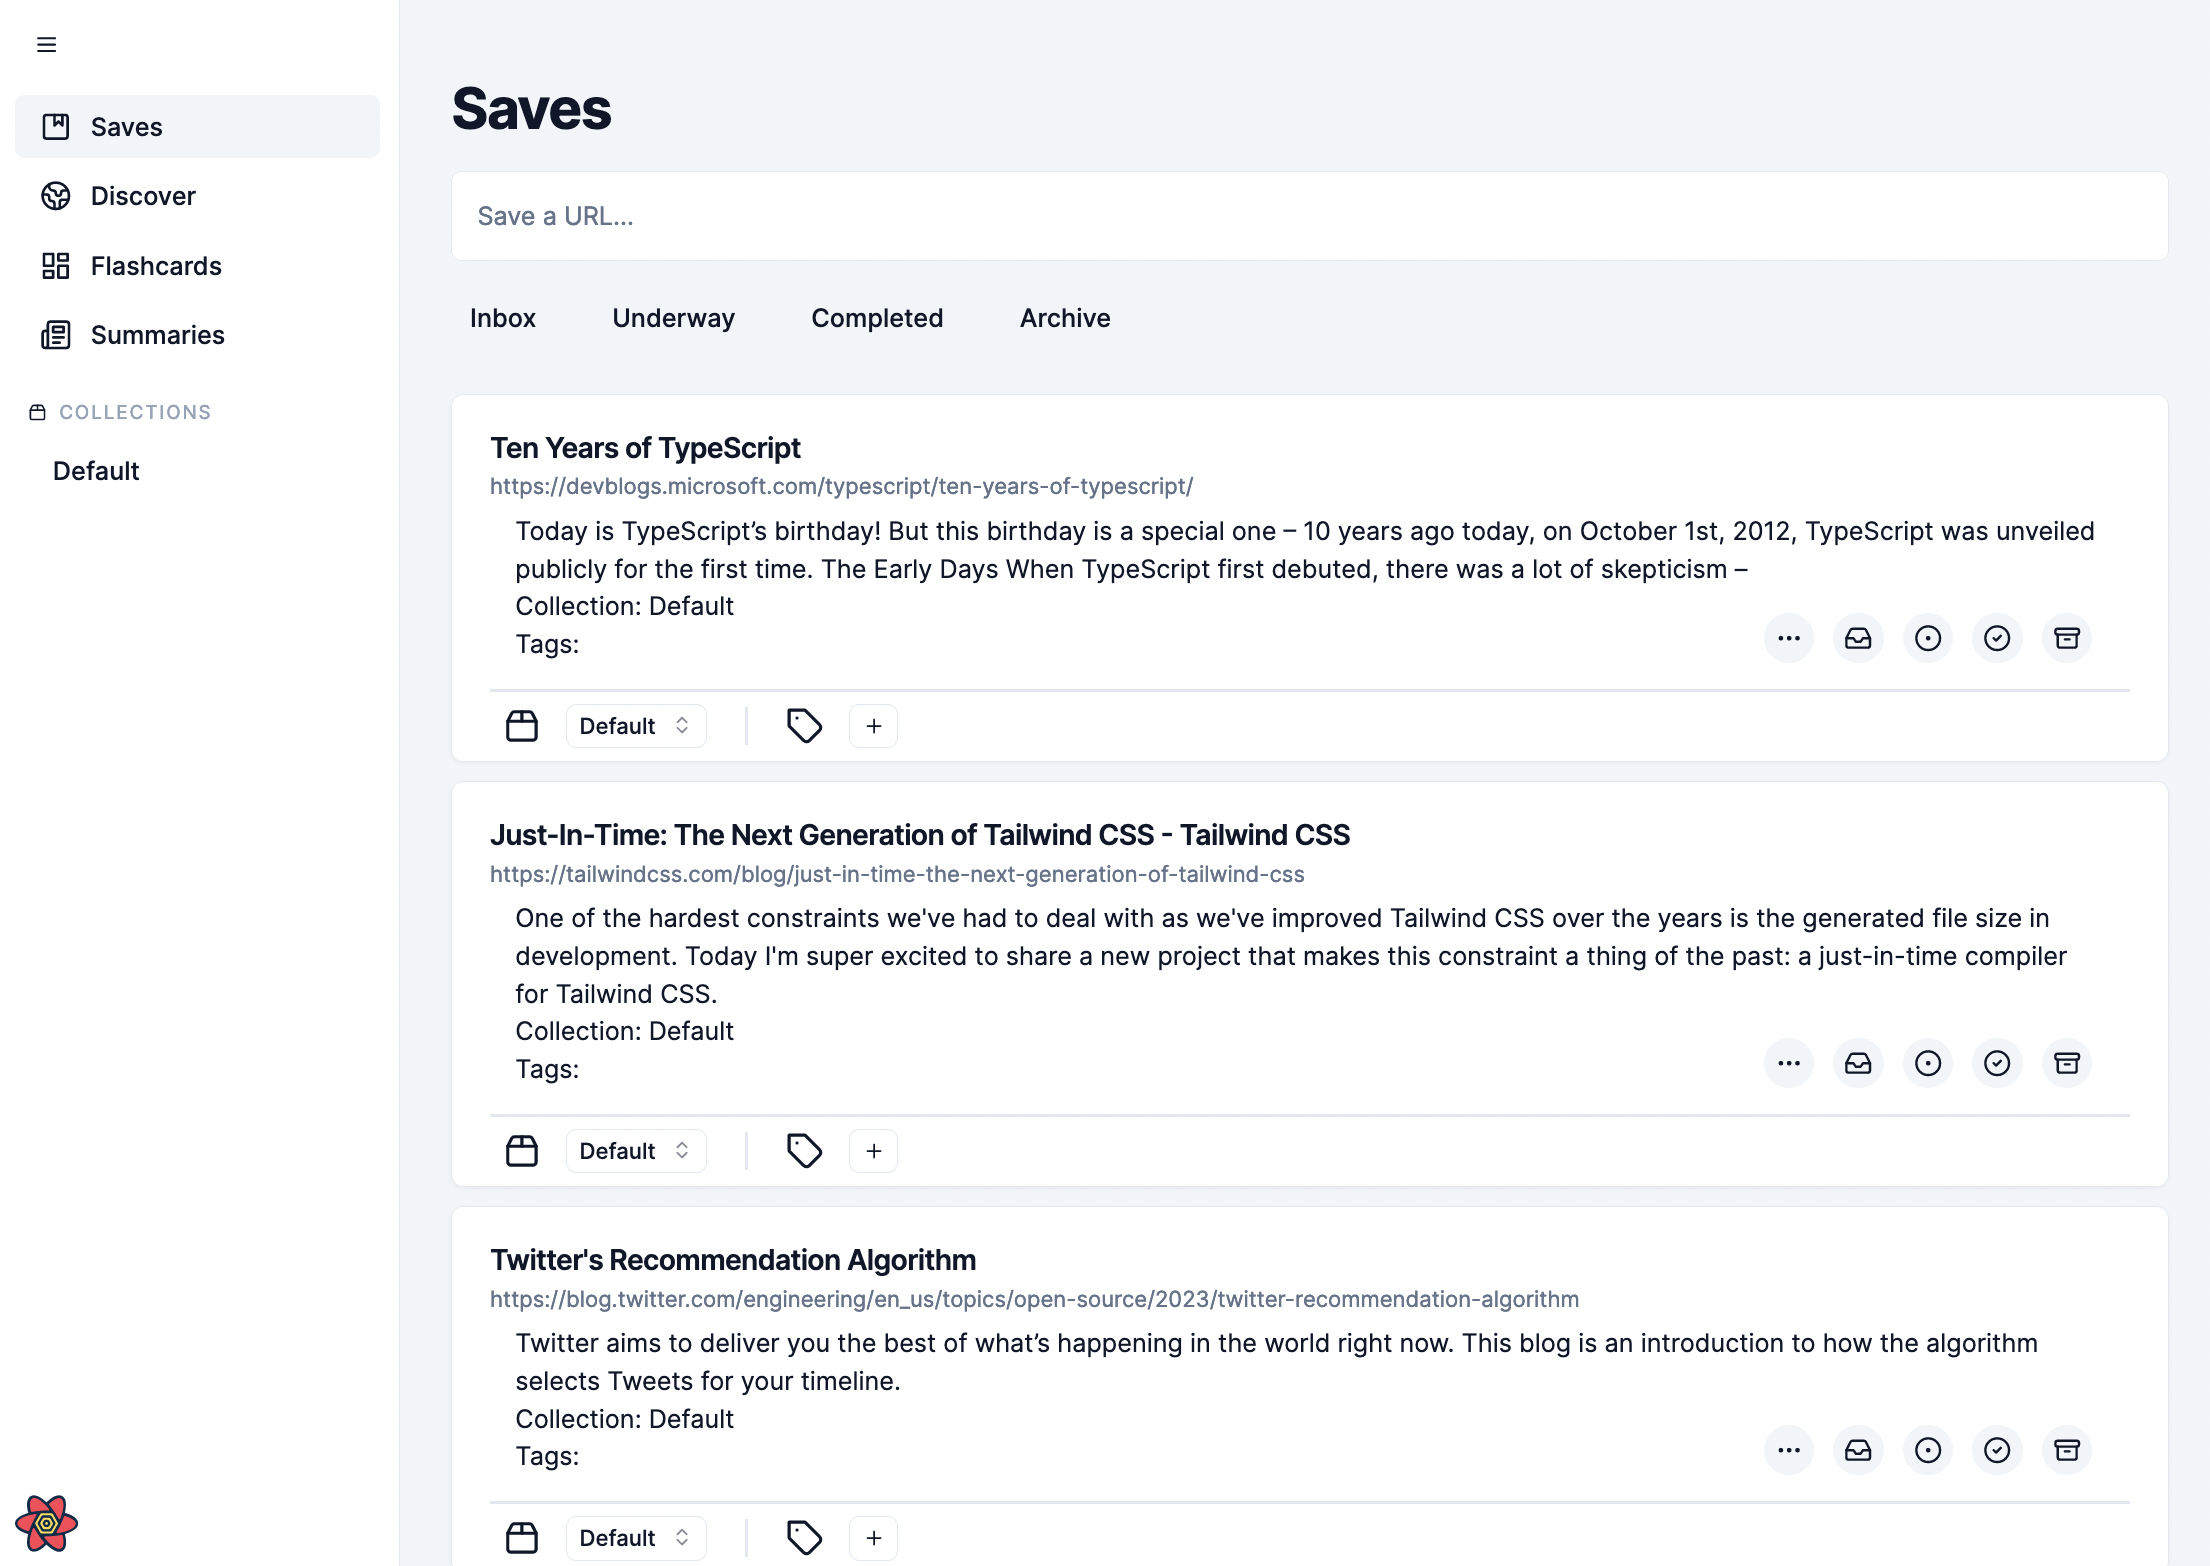 Saves
Discover
Flashcards
Summaries
COLLECTIONS
Default
Saves
Save a URL...
Inbox
Underway
Completed
Archive
Ten Years of TypeScript
https://devblogs.microsoft.com/typescript/ten-years-of-typescript/
Today is TypeScript’s birthday! But this birthday is a special one – 10 years ago today, on October 1st, 2012, TypeScript was unveiled
publicly for the first time. The Early Days When TypeScript first debuted, there was a lot of skepticism –
Collection: Default
Tags:
Default
Just-In-Time: The Next Generation of Tailwind CSS - Tailwind CSS
https://tailwindcss.com/blog/just-in-time-the-next-generation-of-tailwind-css
One of the hardest constraints we've had to deal with as we've improved Tailwind CSS over the years is the generated file size in
development. Today I'm super excited to share a new project that makes this constraint a thing of the past: a just-in-time compiler
for Tailwind CSS.
Collection: Default
Tags:
Default
Twitter's Recommendation Algorithm
https://blog.twitter.com/engineering/en_us/topics/open-source/2023/twitter-recommendation-algorithm
Twitter aims to deliver you the best of what’s happening in the world right now. This blog is an introduction to how the algorithm
selects Tweets for your timeline.
Collection: Default
Tags:
Default